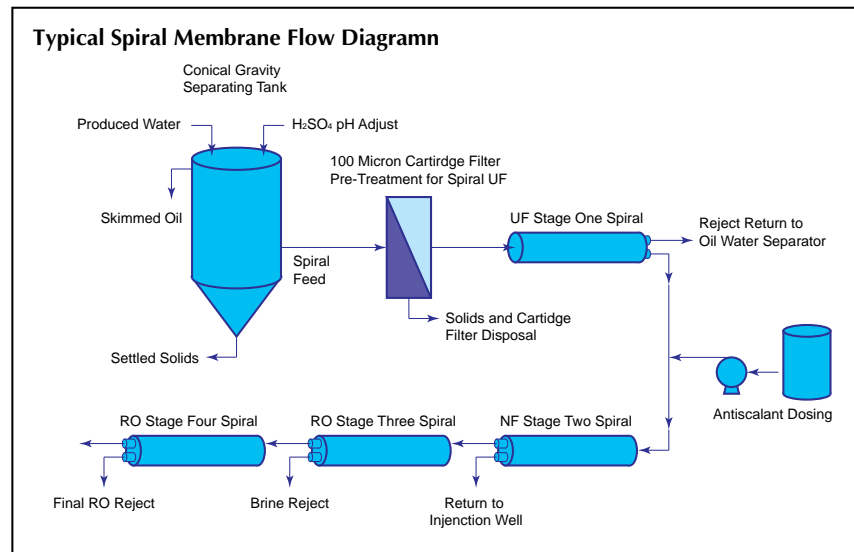 Typical Spiral Membrane Flow Diagramn
Conical Gravity
Separating Tank
Produced Water
H₂SO₄ pH Adjust
100 Micron Cartirdge Filter
Pre-Treatment for Spiral UF
Skimmed Oil
UF Stage One Spiral
Reject Return to
Oil Water Separator
Spiral
Feed
Solids and Cartidge
Filter Disposal
Settled Solids
Antiscalant Dosing
RO Stage Four Spiral
RO Stage Three Spiral
NF Stage Two Spiral
Final RO Reject
Brine Reject
Return to
Injenction Well